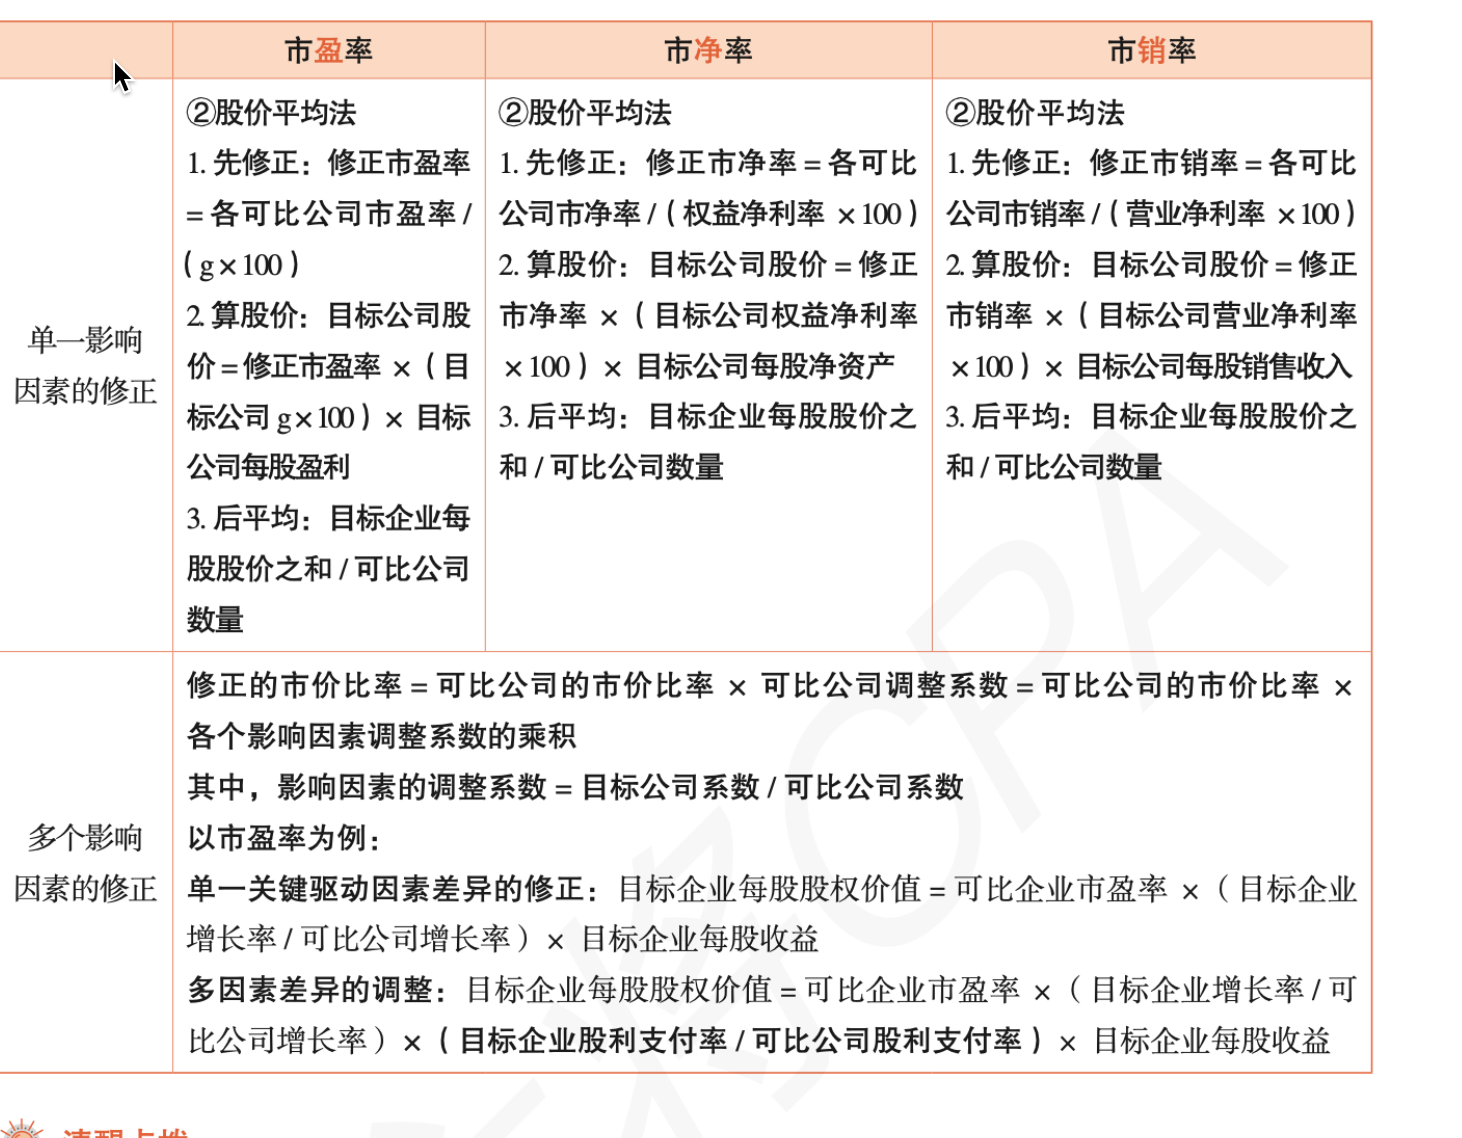 市盈率
市净率
市销率
单一影响
因素的修正
②股价平均法
1. 先修正：修正市盈率
= 各可比公司市盈率 /
（g×100）
2. 算股价：目标公司股
价 = 修正市盈率 ×（目
标公司 g×100）× 目标
公司每股盈利
3. 后平均：目标企业每
股股价之和 / 可比公司
数量
②股价平均法
1. 先修正：修正市净率 = 各可比
公司市净率 /（权益净利率 ×100）
2. 算股价：目标公司股价 = 修正
市净率 ×（目标公司权益净利率
×100）× 目标公司每股净资产
3. 后平均：目标企业每股股价之
和 / 可比公司数量
②股价平均法
1. 先修正：修正市销率 = 各可比
公司市销率 /（营业净利率 ×100）
2. 算股价：目标公司股价 = 修正
市销率 ×（目标公司营业净利率
×100）× 目标公司每股销售收入
3. 后平均：目标企业每股股价之
和 / 可比公司数量
多个影响
因素的修正
修正的市价比率 = 可比公司的市价比率 × 可比公司调整系数 = 可比公司的市价比率 ×
各个影响因素调整系数的乘积
其中，影响因素的调整系数 = 目标公司系数 / 可比公司系数
以市盈率为例：
单一关键驱动因素差异的修正：目标企业每股股权价值 = 可比企业市盈率 ×（目标企业
增长率 / 可比公司增长率）× 目标企业每股收益
多因素差异的调整：目标企业每股股权价值 = 可比企业市盈率 ×（目标企业增长率 / 可
比公司增长率）×（目标企业股利支付率 / 可比公司股利支付率）× 目标企业每股收益
CPA